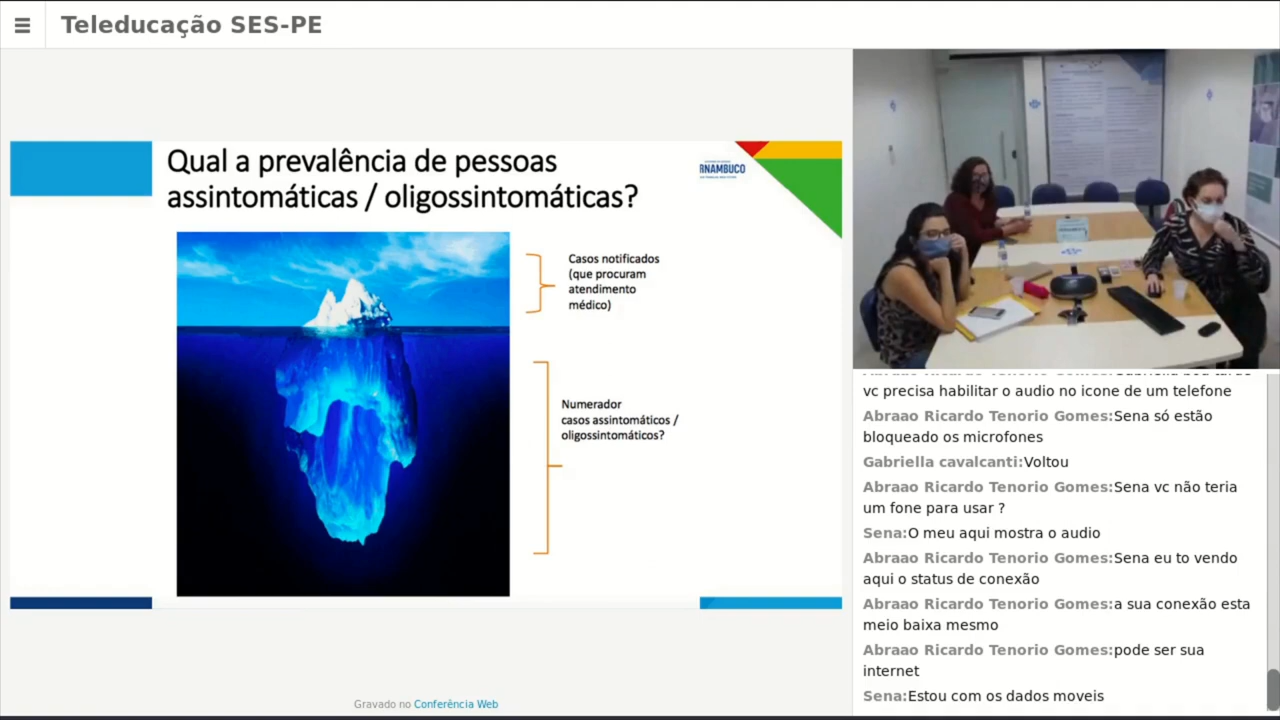 Teleducação SES-PE
Qual a prevalência de pessoas
assintomáticas / oligossintomáticas?
RNAMBUCO
Casos notificados
(que procuram
atendimento
médico)
Numerador
casos assintomáticos /
oligossintomáticos?
Gravado no Conferência Web
vc precisa habilitar o audio no icone de um telefone
Abraao Ricardo Tenorio Gomes:Sena só estão
bloqueado os microfones
Gabriella cavalcanti:Voltou
Abraao Ricardo Tenorio Gomes:Sena vc não teria
um fone para usar ?
Sena:O meu aqui mostra o audio
Abraao Ricardo Tenorio Gomes:Sena eu to vendo
aqui o status de conexão
Abraao Ricardo Tenorio Gomes:a sua conexão esta
meio baixa mesmo
Abraao Ricardo Tenorio Gomes:pode ser sua
internet
Sena:Estou com os dados moveis